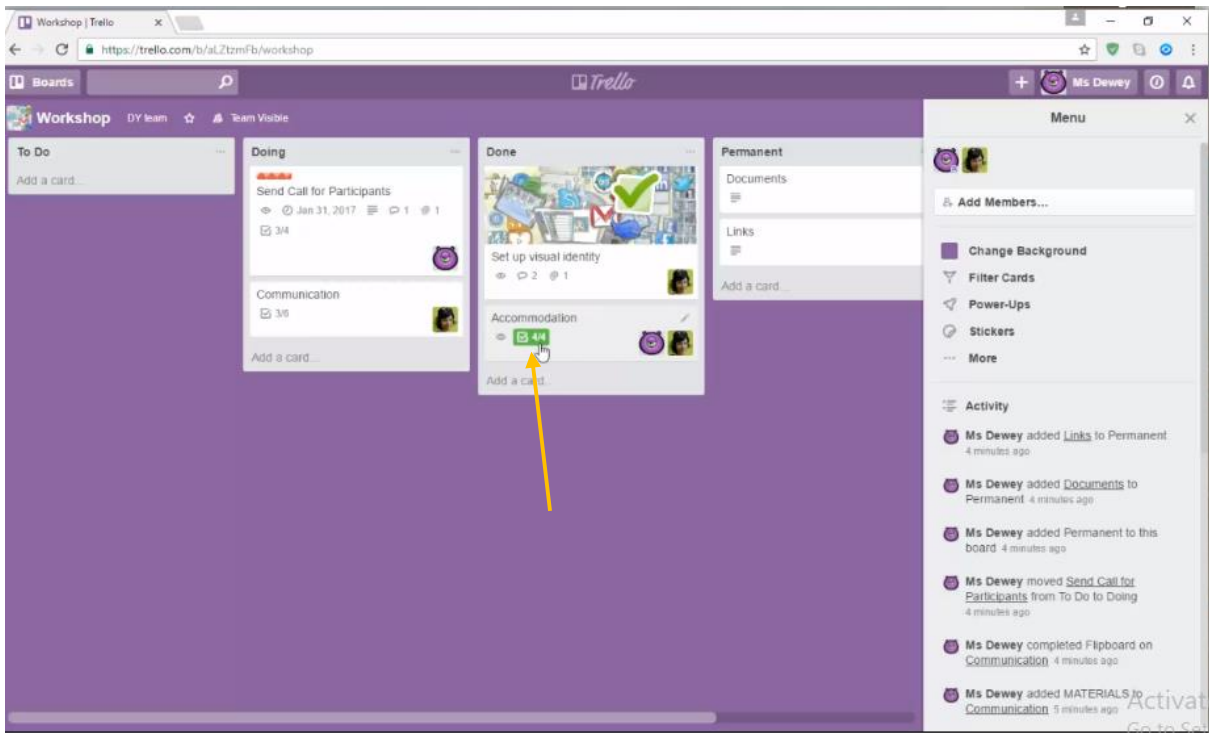 Workshop | Trello
https://trello.com/b/aLZtzmFb/workshop
Boards
Trello
Ms Dewey
Workshop DY team Team Visible
To Do
Add a card...
Doing
Send Call for Participants
Jan 31, 2017 1 1
3/4
Communication
3/6
Add a card...
Done
Set up visual identity
2 1
Accommodation
4/4
Add a card...
Permanent
Documents
Links
Add a card...
Menu
Add Members...
Change Background
Filter Cards
Power-Ups
Stickers
More
Activity
Ms Dewey added Links to Permanent
4 minutes ago
Ms Dewey added Documents to
Permanent 4 minutes ago
Ms Dewey added Permanent to this
board 4 minutes ago
Ms Dewey moved Send Call for
Participants from To Do to Doing
4 minutes ago
Ms Dewey completed Flipboard on
Communication 4 minutes ago
Ms Dewey added MATERIALS to
Communication 5 minutes ago
Activat
Go to Set